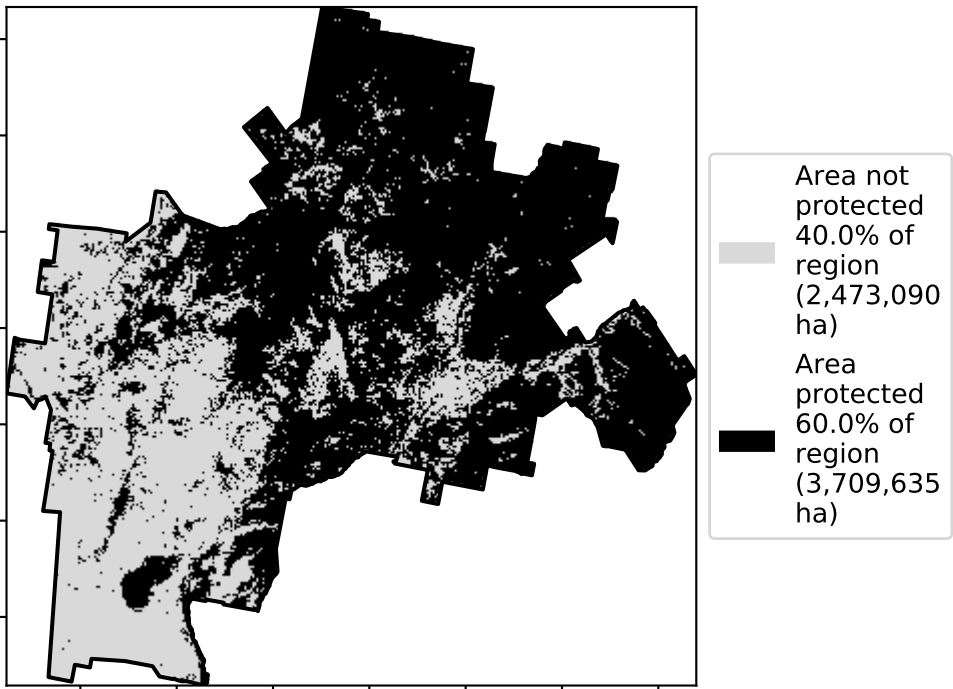 Area not
protected
40.0% of
region
(2,473,090
ha)
Area
protected
60.0% of
region
(3,709,635
ha)